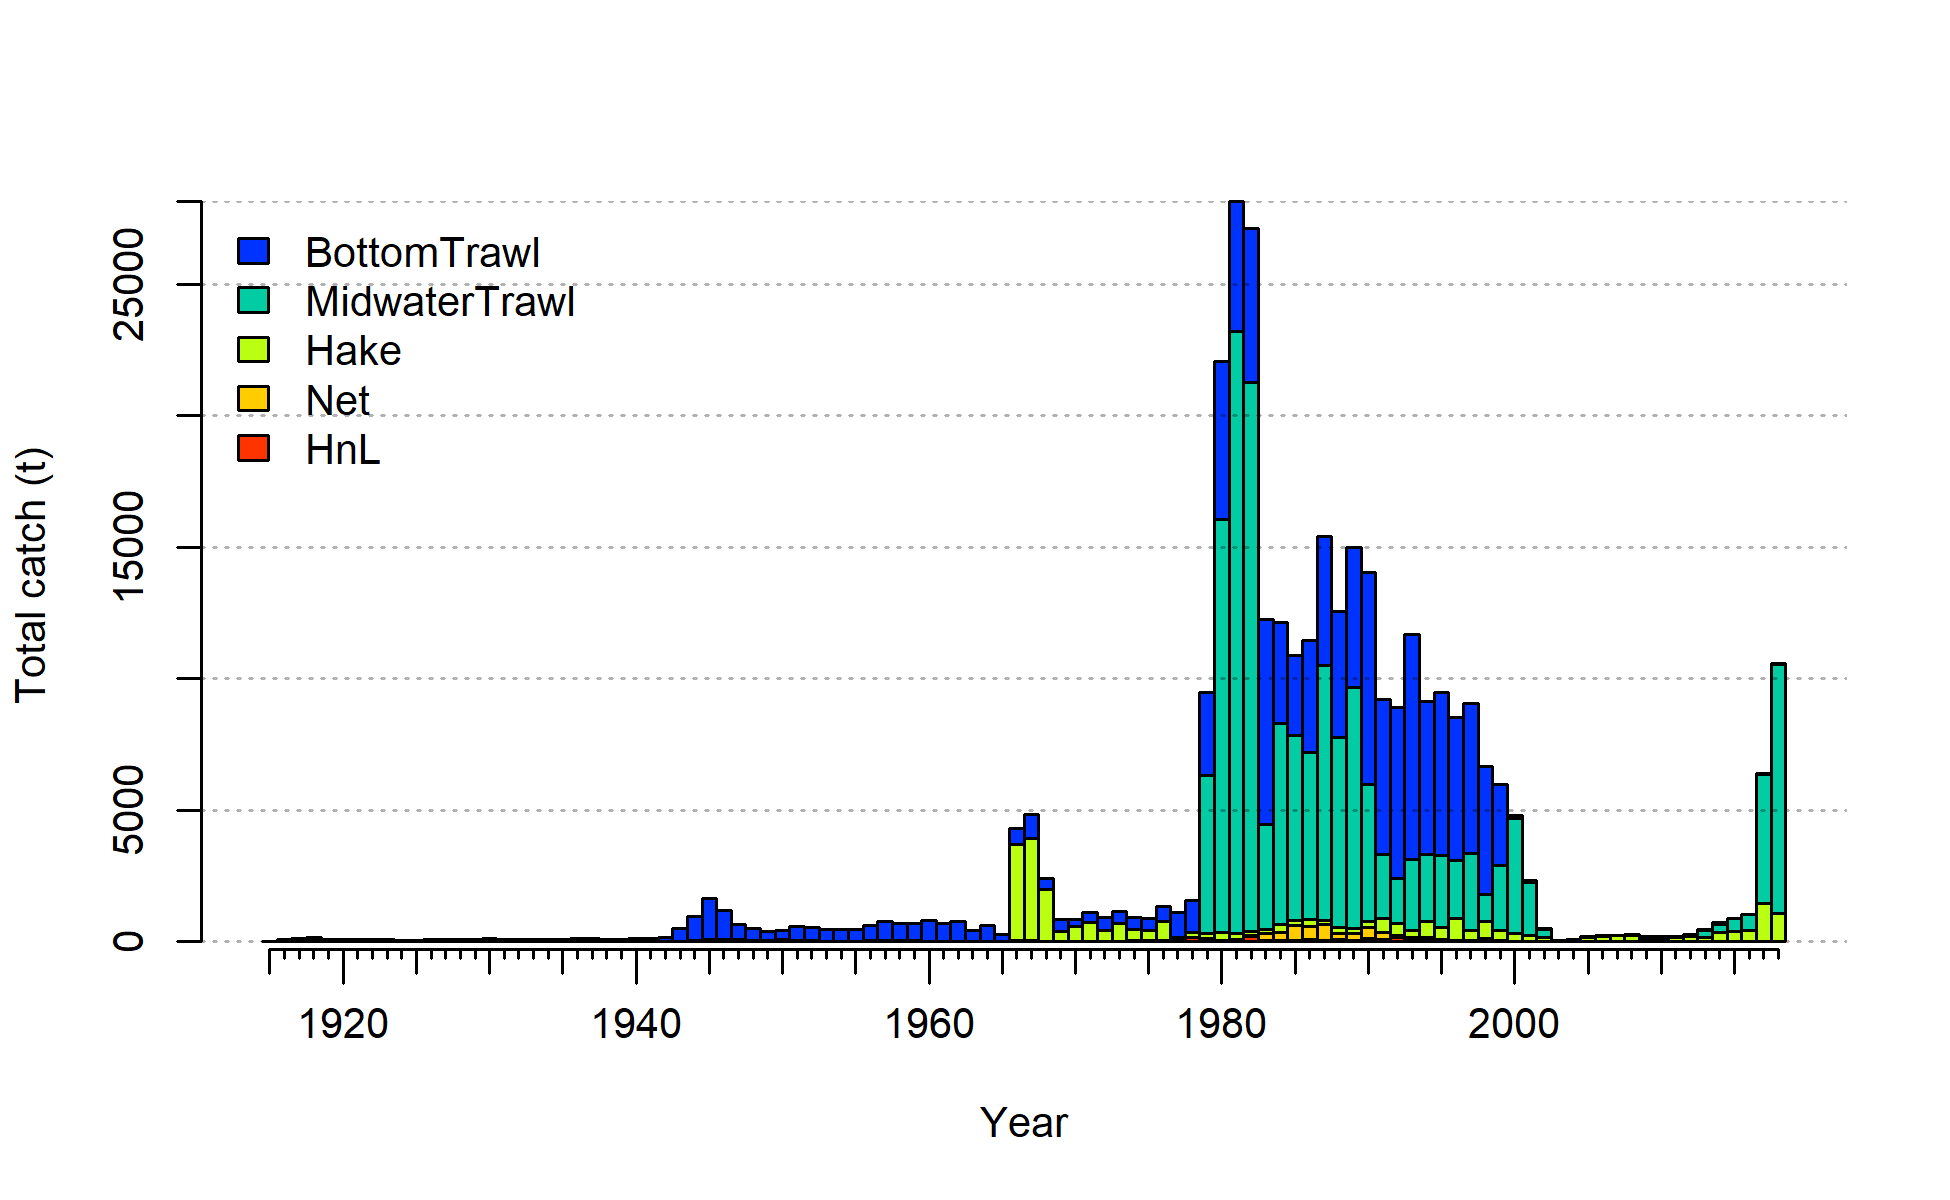 BottomTrawl
MidwaterTrawl
Hake
Net
HnL
Total catch (t)
25000
15000
5000
0
1920 1940 1960 1980 2000
Year